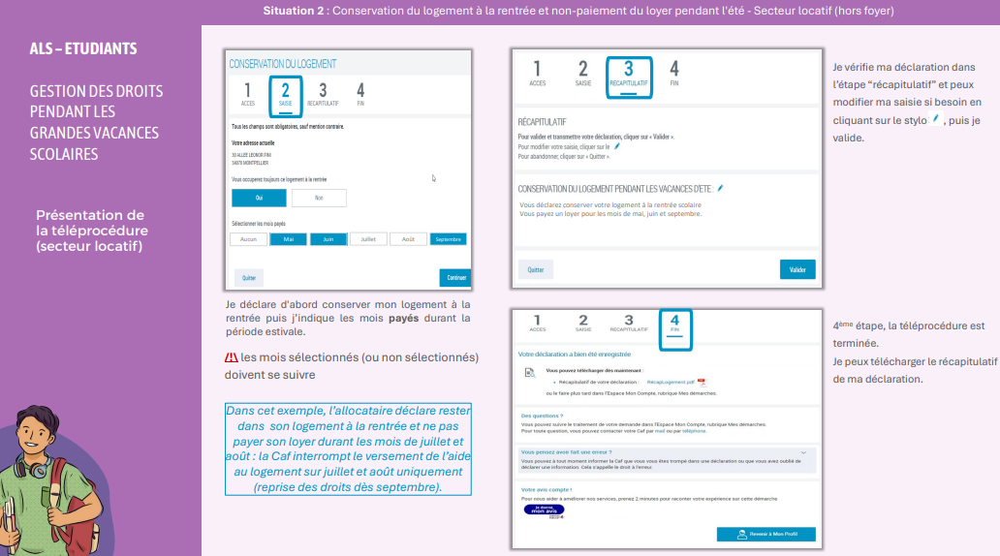 Situation 2 : Conservation du logement à la rentrée et non-paiement du loyer pendant l'été - Secteur locatif (hors foyer)
ALS – ETUDIANTS
GESTION DES DROITS
PENDANT LES
GRANDES VACANCES
SCOLAIRES
Présentation de
la téléprocédure
(secteur locatif)
CONSERVATION DU LOGEMENT
1 2 3 4
ACCES SAISIE RECAPITULATIF FIN
Tous les champs sont obligatoires, sauf mention contraire.
Votre adresse actuelle
30 ALLEE LEONOR FINI
34070 MONTPELLIER
Vous occuperez toujours ce logement à la rentrée
Oui Non
Sélectionner les mois payés
Aucun Mai Juin Juillet Août Septembre
Quitter Continuer
Je déclare d'abord conserver mon logement à la
rentrée puis j'indique les mois payés durant la
période estivale.
/!\ les mois sélectionnés (ou non sélectionnés)
doivent se suivre
Dans cet exemple, l'allocataire déclare rester
dans son logement à la rentrée et ne pas
payer son loyer durant les mois de juillet et
août : la Caf interrompt le versement de l'aide
au logement sur juillet et août uniquement
(reprise des droits dès septembre).
1 2 3 4
ACCES SAISIE RECAPITULATIF FIN
RÉCAPITULATIF
Pour valider et transmettre votre déclaration, cliquer sur « Valider ».
Pour modifier votre saisie, cliquer sur le
Pour abandonner, cliquer sur « Quitter ».
CONSERVATION DU LOGEMENT PENDANT LES VACANCES D'ETE :
Vous déclarez conserver votre logement à la rentrée scolaire
Vous payez un loyer pour les mois de mai, juin et septembre.
Quitter Valider
Je vérifie ma déclaration dans
l'étape "récapitulatif" et peux
modifier ma saisie si besoin en
cliquant sur le stylo , puis je
valide.
1 2 3 4
ACCES SAISIE RECAPITULATIF FIN
Votre déclaration a bien été enregistrée
Vous pouvez télécharger dès maintenant :
Récapitulatif de votre déclaration : RécapLogement.pdf
ou le faire plus tard dans l'Espace Mon Compte, rubrique Mes démarches.
Des questions ?
Vous pouvez suivre le traitement de votre demande dans l'Espace Mon Compte, rubrique Mes démarches.
Pour toute question, vous pouvez contacter votre Caf par mail ou par téléphone.
Vous pensez avoir fait une erreur ?
Vous pouvez à tout moment informer la Caf que vous vous êtes trompé dans une déclaration ou que vous avez oublié de
déclarer une information. Cela s'appelle le droit à l'erreur.
Votre avis compte !
Pour nous aider à améliorer nos services, prenez 2 minutes pour raconter votre expérience sur cette démarche
Je donne
mon avis
Revenir à Mon Profil
4ème étape, la téléprocédure est
terminée.
Je peux télécharger le récapitulatif
de ma déclaration.